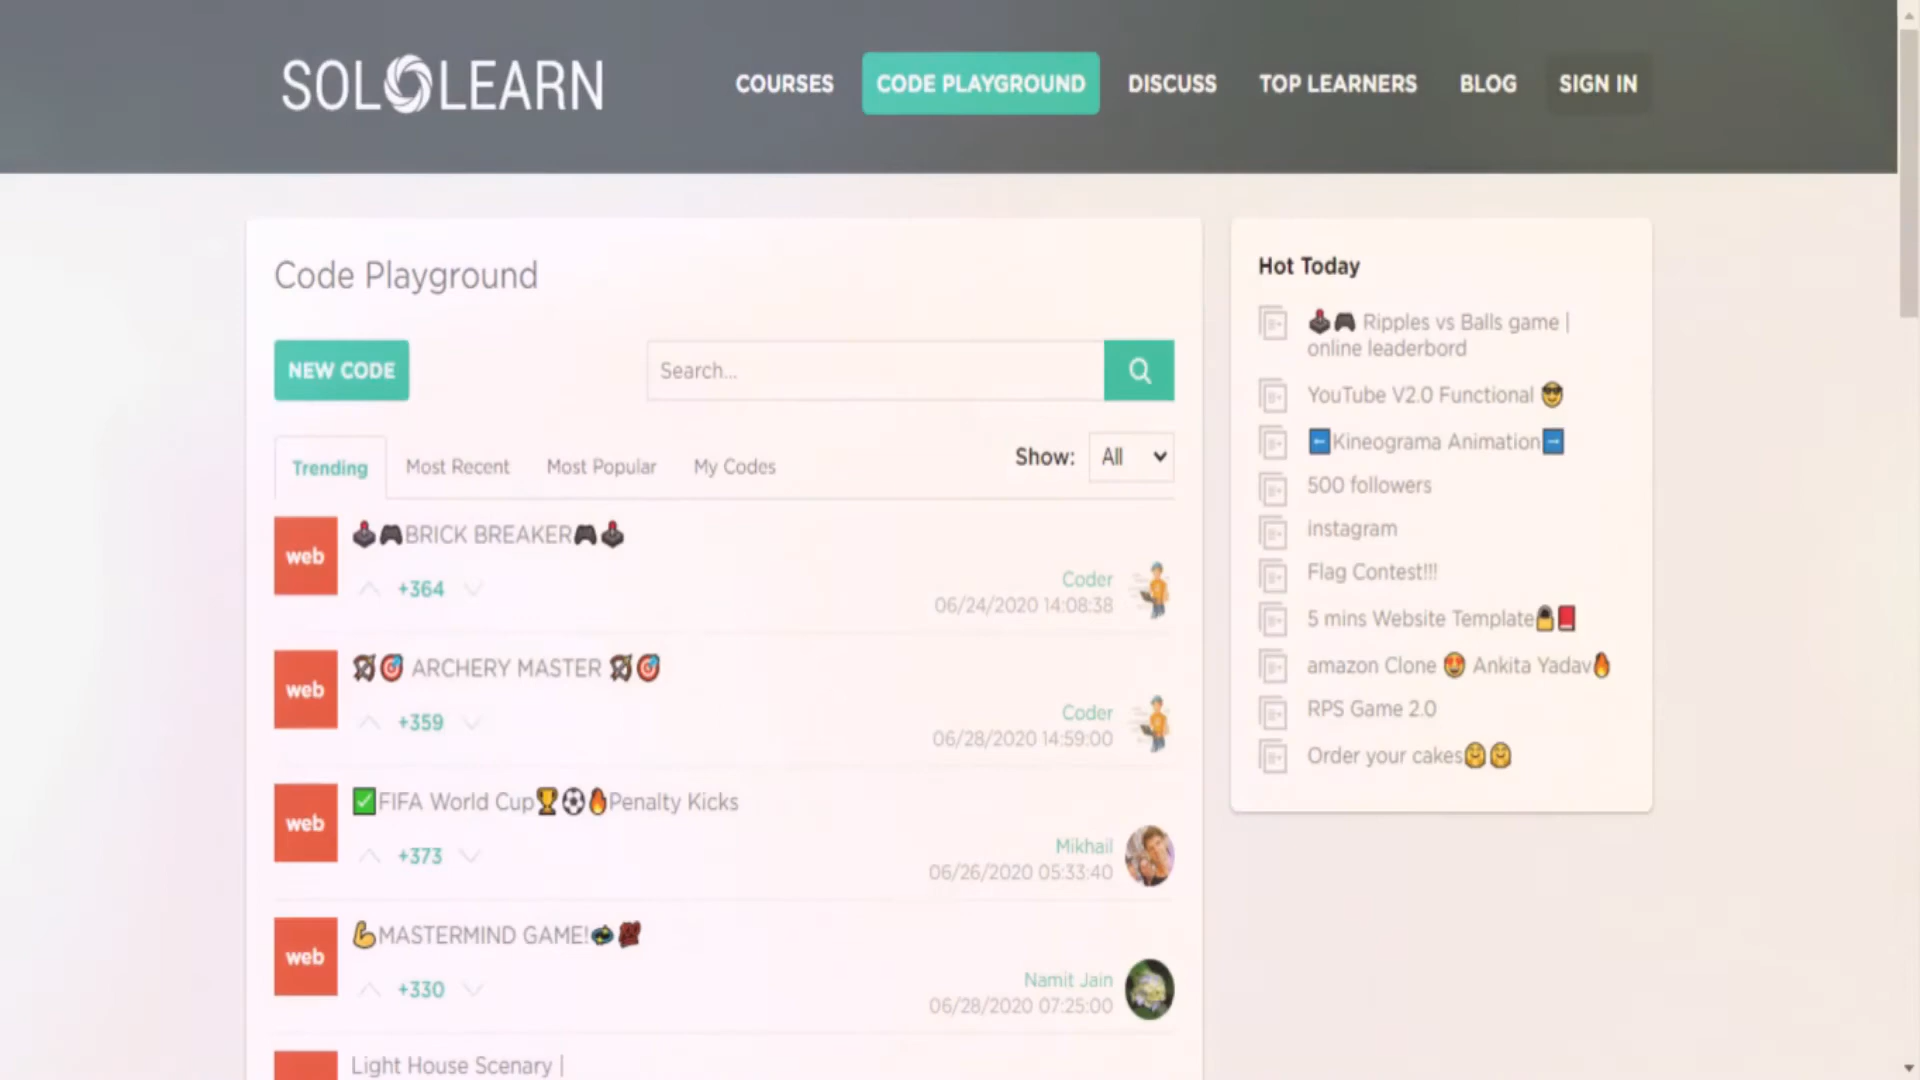 SOLOLEARN
COURSES
CODE PLAYGROUND
DISCUSS
TOP LEARNERS
BLOG
SIGN IN
Code Playground
NEW CODE
Search...
Trending
Most Recent
Most Popular
My Codes
Show:
All
web
🕹️🎮BRICK BREAKER🎮🕹️
+364
Coder
06/24/2020 14:08:38
web
🏹🎯 ARCHERY MASTER 🏹🎯
+359
Coder
06/28/2020 14:59:00
web
✅FIFA World Cup🏆⚽🔥Penalty Kicks
+373
Mikhail
06/26/2020 05:33:40
web
💪MASTERMIND GAME!💫💯
+330
Namit Jain
06/28/2020 07:25:00
Light House Scenary |
Hot Today
🕹️🎮 Ripples vs Balls game |
online leaderbord
YouTube V2.0 Functional 😎
⬅️Kineograma Animation➡️
500 followers
instagram
Flag Contest!!!
5 mins Website Template🔒📕
amazon Clone 😍 Ankita Yadav🔥
RPS Game 2.0
Order your cakes🤗🤗